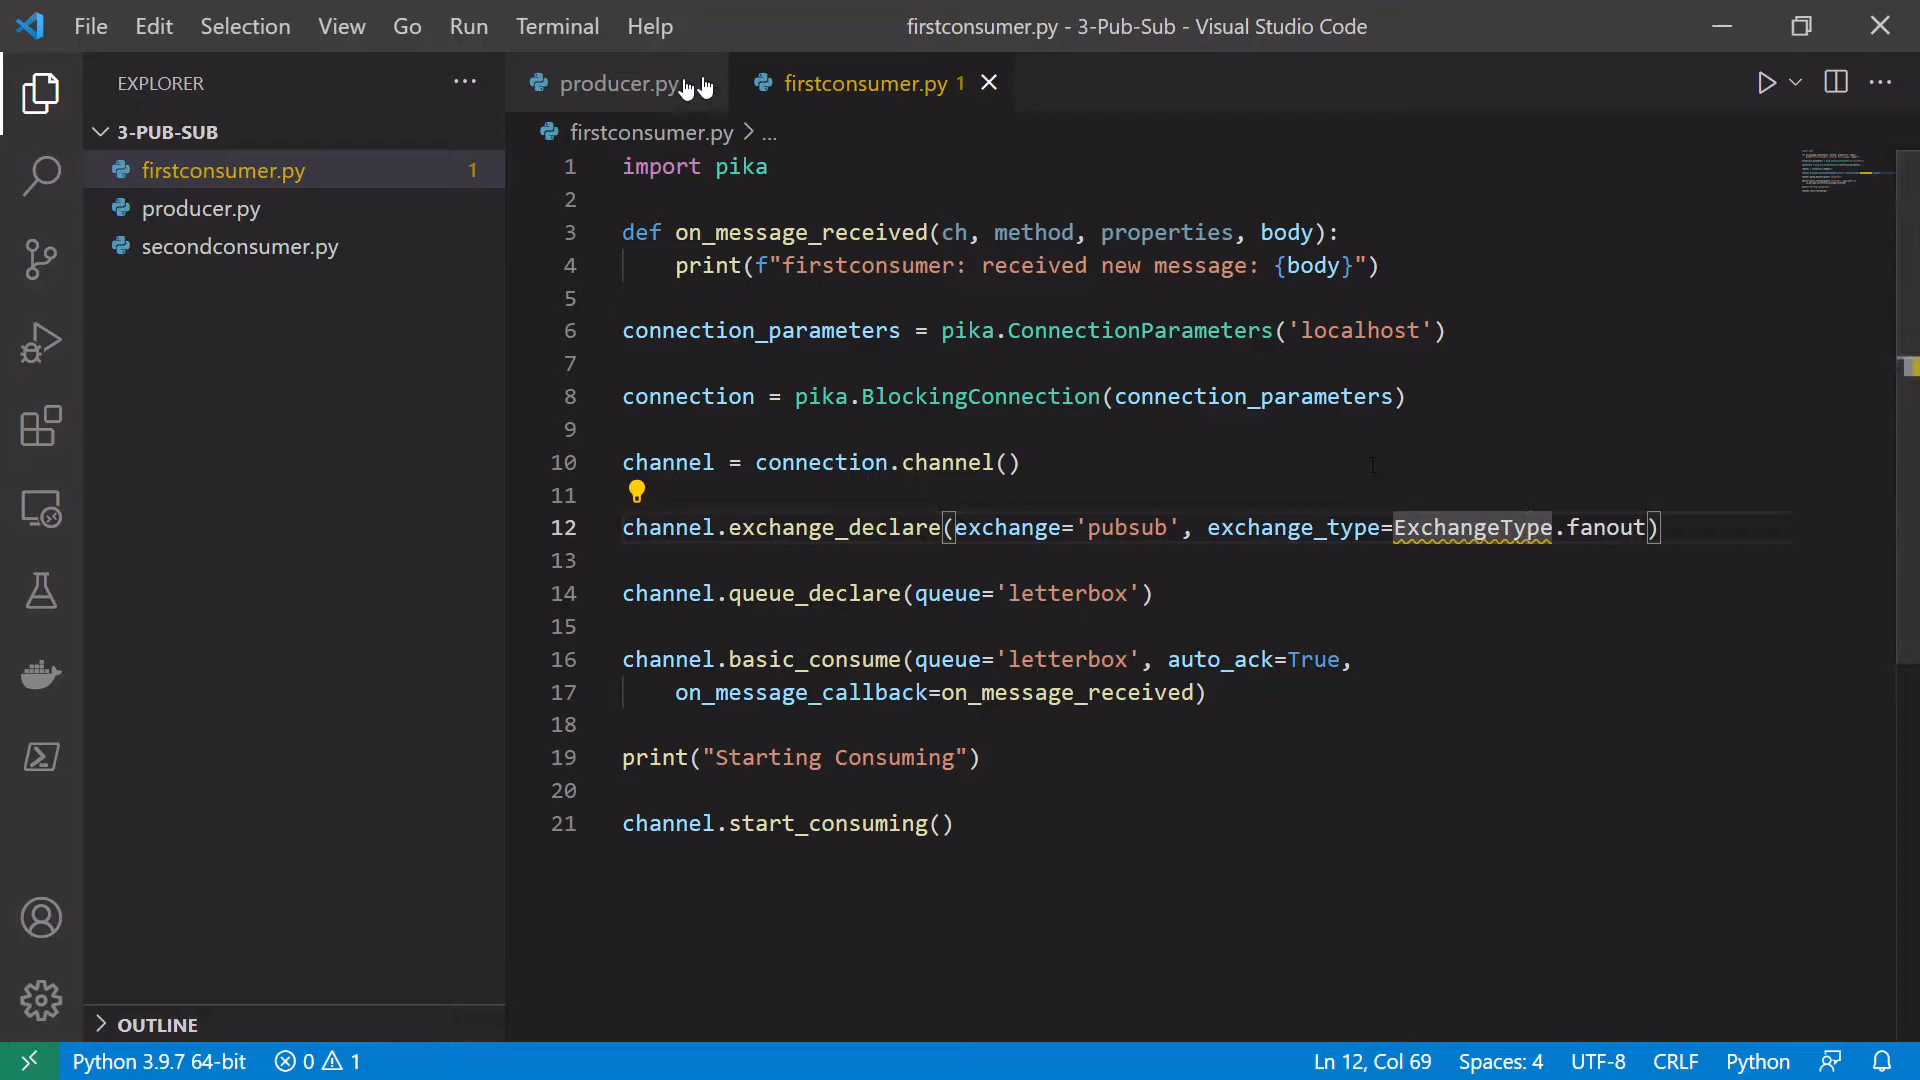 File Edit Selection View Go Run Terminal Help
firstconsumer.py - 3-Pub-Sub - Visual Studio Code
EXPLORER
producer.py
firstconsumer.py 1
3-PUB-SUB
firstconsumer.py > ...
firstconsumer.py 1
producer.py
secondconsumer.py
1 import pika
2
3 def on_message_received(ch, method, properties, body):
4 print(f"firstconsumer: received new message: {body}")
5
6 connection_parameters = pika.ConnectionParameters('localhost')
7
8 connection = pika.BlockingConnection(connection_parameters)
9
10 channel = connection.channel()
11
12 channel.exchange_declare(exchange='pubsub', exchange_type=ExchangeType.fanout)
13
14 channel.queue_declare(queue='letterbox')
15
16 channel.basic_consume(queue='letterbox', auto_ack=True,
17 on_message_callback=on_message_received)
18
19 print("Starting Consuming")
20
21 channel.start_consuming()
OUTLINE
Python 3.9.7 64-bit 0 1 Ln 12, Col 69 Spaces: 4 UTF-8 CRLF Python